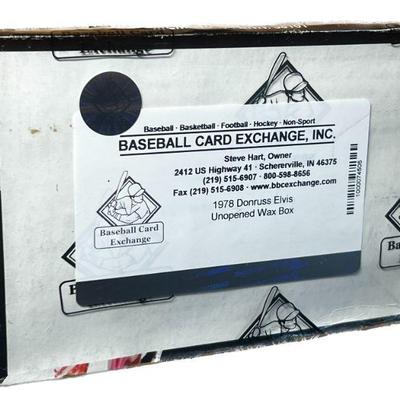 Exchange
Baseball · Basketball · Football · Hockey · Non-Sport
BASEBALL CARD EXCHANGE, INC.
Steve Hart, Owner
2412 US Highway 41 · Schererville, IN 46375
(219) 515-6907 · 800-598-8656
Fax (219) 515-6908 · www.bbcexchange.com
1978 Donruss Elvis
Unopened Wax Box
Baseball Card
Exchange